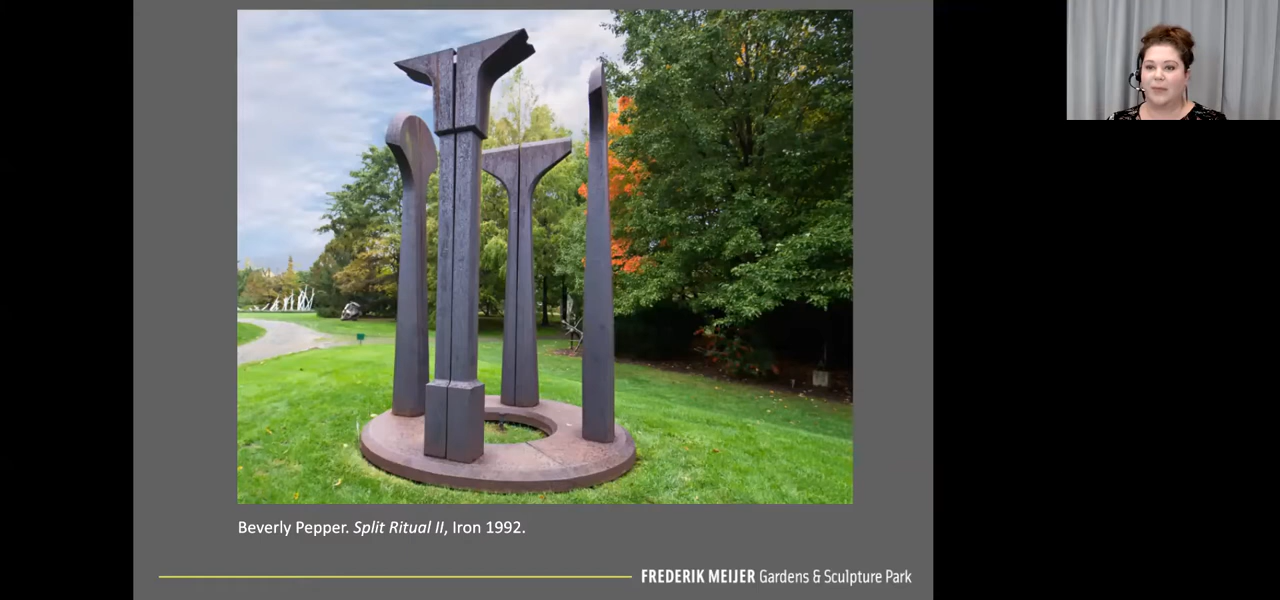 Beverly Pepper. Split Ritual II, Iron 1992.
FREDERIK MEIJER Gardens & Sculpture Park